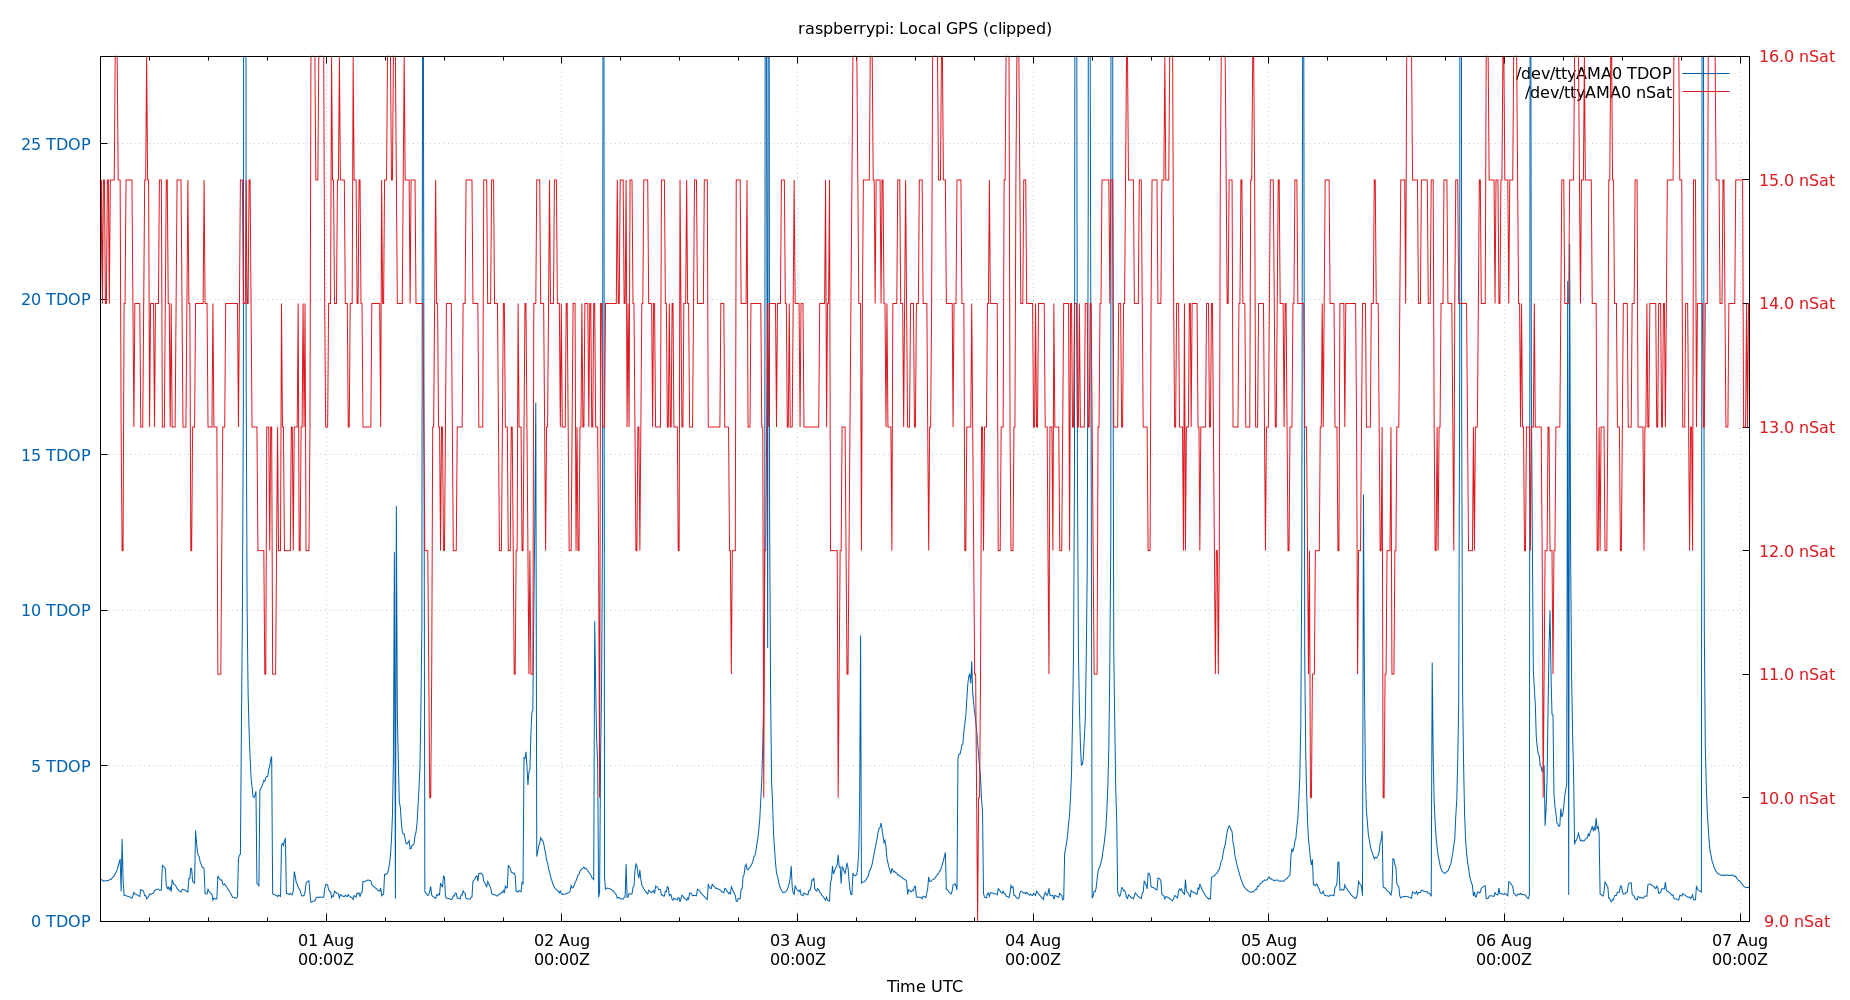 raspberrypi: Local GPS (clipped)
/dev/ttyAMA0 TDOP
/dev/ttyAMA0 nSat
25 TDOP
20 TDOP
15 TDOP
10 TDOP
5 TDOP
0 TDOP
16.0 nSat
15.0 nSat
14.0 nSat
13.0 nSat
12.0 nSat
11.0 nSat
10.0 nSat
9.0 nSat
01 Aug
00:00Z
02 Aug
00:00Z
03 Aug
00:00Z
04 Aug
00:00Z
05 Aug
00:00Z
06 Aug
00:00Z
07 Aug
00:00Z
Time UTC